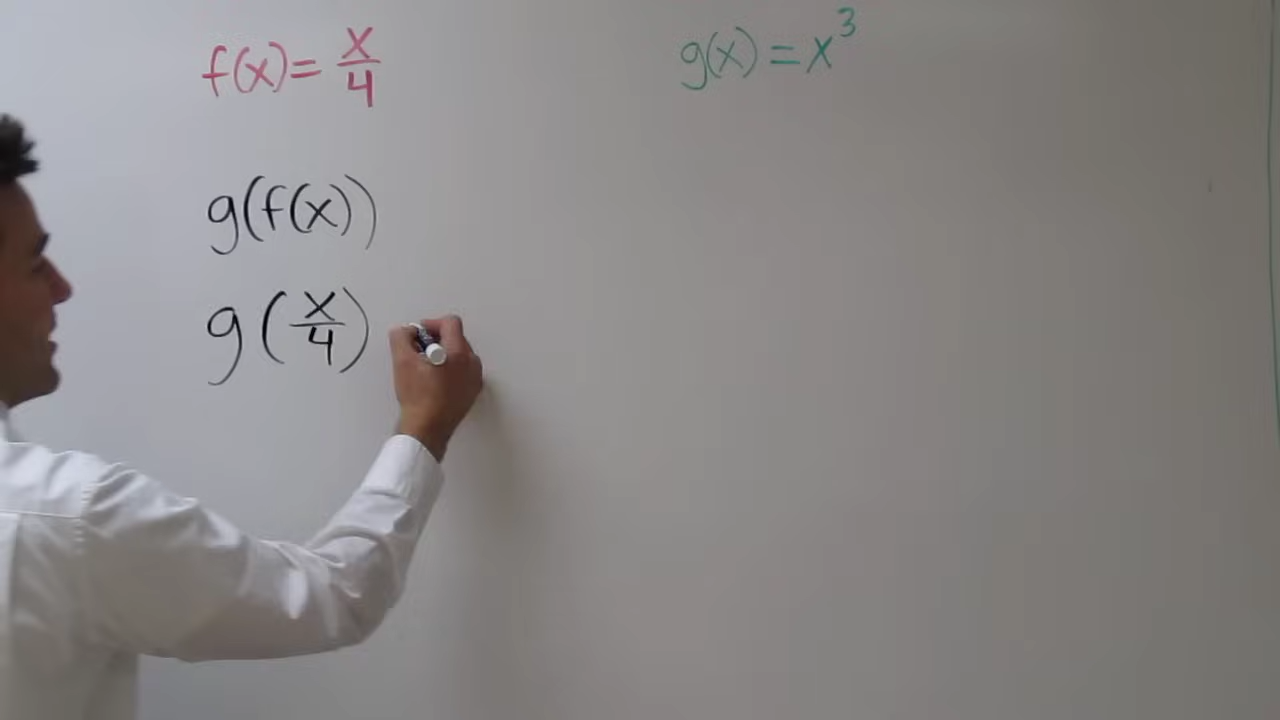 f(x) = x/4
g(x) = x³
g(f(x))
g(x/4)